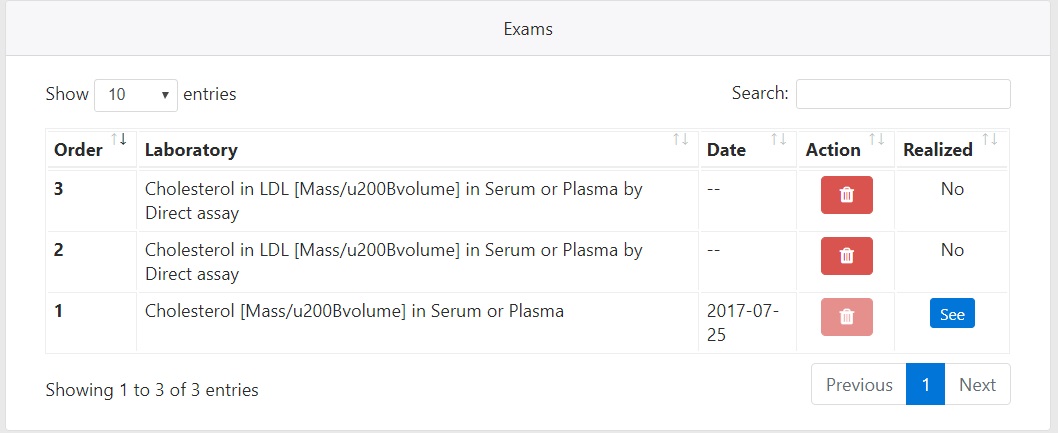 Exams
Show 10 entries Search:
Order Laboratory Date Action Realized
3 Cholesterol in LDL [Mass/u200Bvolume] in Serum or Plasma by -- No
Direct assay
2 Cholesterol in LDL [Mass/u200Bvolume] in Serum or Plasma by -- No
Direct assay
1 Cholesterol [Mass/u200Bvolume] in Serum or Plasma 2017-07- See
25
Showing 1 to 3 of 3 entries Previous 1 Next